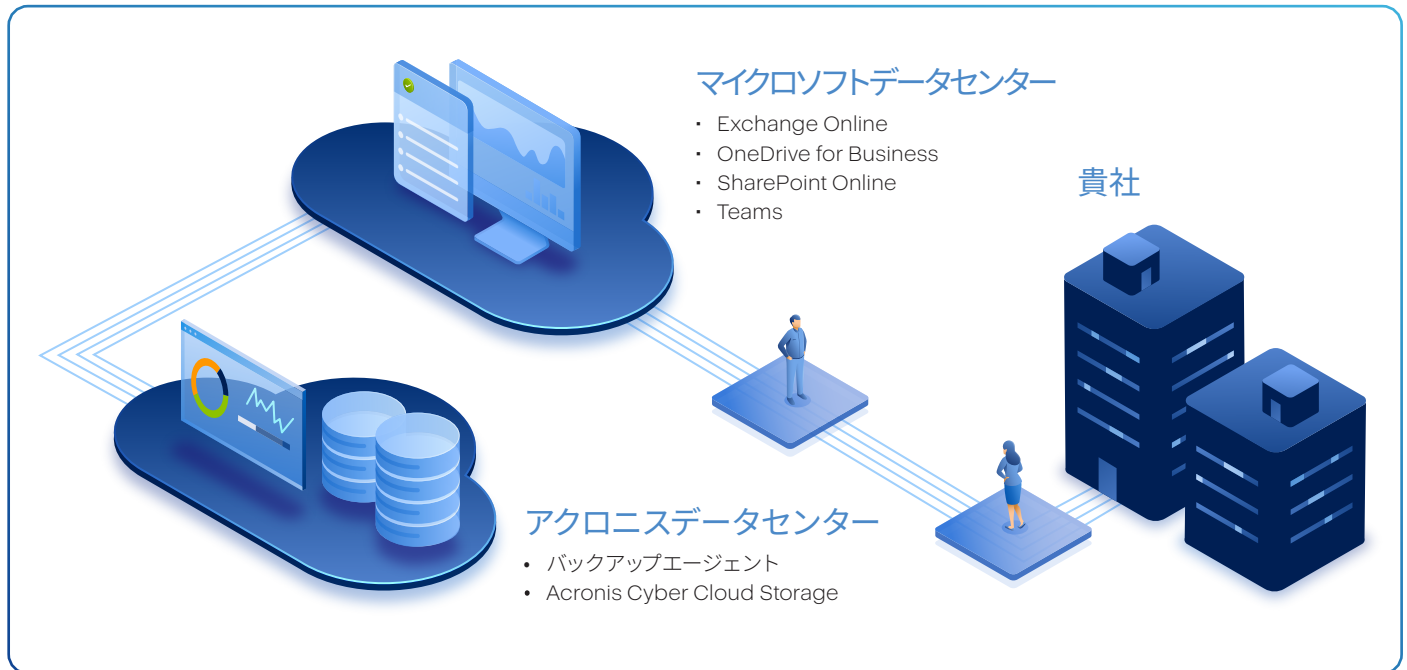 マイクロソフトデータセンター
• Exchange Online
• OneDrive for Business
• SharePoint Online
• Teams
貴社
アクロニスデータセンター
• バックアップエージェント
• Acronis Cyber Cloud Storage